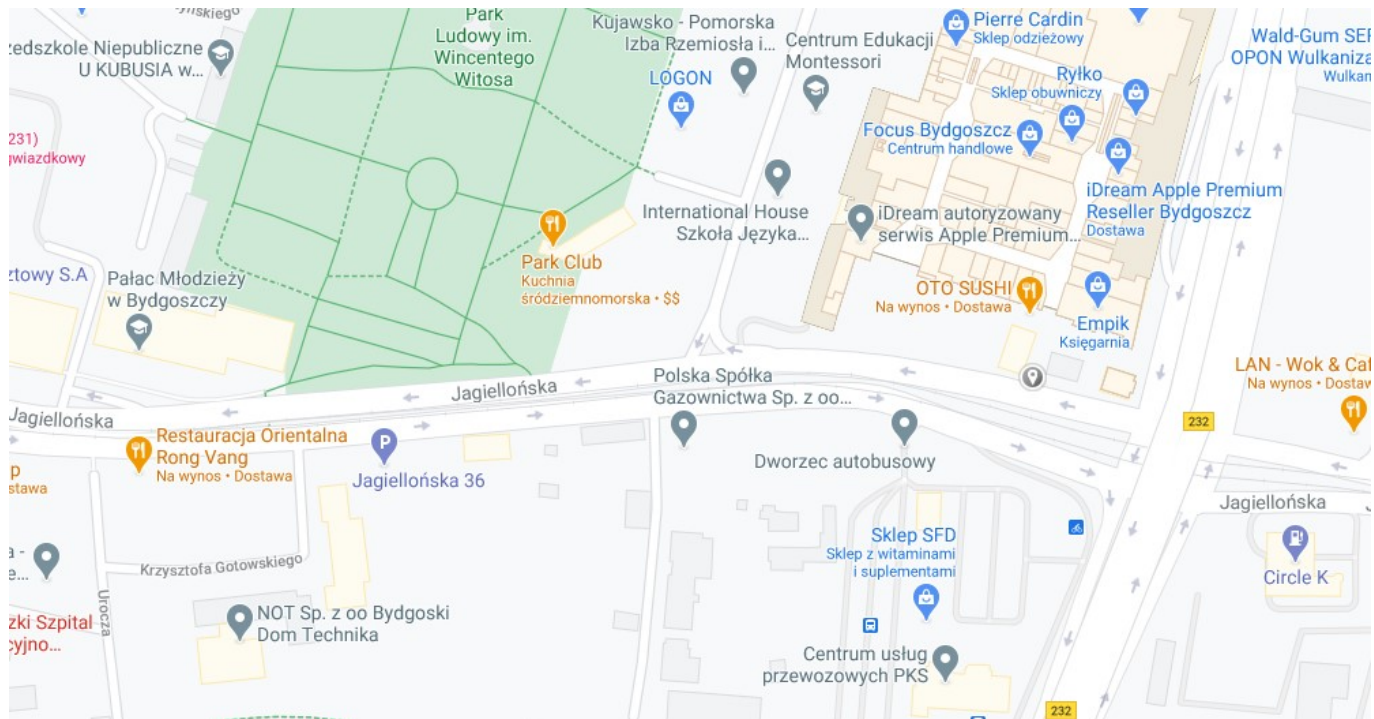 yńskiego
zedszkole Niepubliczne
U KUBUSIA w...
Park
Ludowy im.
Wincentego
Witosa
Kujawsko - Pomorska
Izba Rzemiosła i...
LOGON
Centrum Edukacji
Montessori
Pierre Cardin
Sklep odzieżowy
Ryłko
Sklep obuwniczy
Focus Bydgoszcz
Centrum handlowe
Wald-Gum SER
OPON Wulkaniza
Wulkan
231)
gwiazdkowy
iDream Apple Premium
Reseller Bydgoszcz
Dostawa
International House
Szkoła Języka...
iDream autoryzowany
serwis Apple Premium...
ztowy S.A
Pałac Młodzieży
w Bydgoszczy
Park Club
Kuchnia
śródziemnomorska • $$
OTO SUSHI
Na wynos • Dostawa
Empik
Księgarnia
LAN - Wok & Caf
Na wynos • Dostaw
Jagiellońska
Jagiellońska
Polska Spółka
Gazownictwa Sp. z oo...
232
Restauracja Orientalna
Rong Vang
Na wynos • Dostawa
P
Jagiellońska 36
Dworzec autobusowy
p
stawa
Jagiellońska
Sklep SFD
Sklep z witaminami
i suplementami
Circle K
a -
e...
Krzysztofa Gotowskiego
Urocza
zki Szpital
cyjno...
NOT Sp. z oo Bydgoski
Dom Technika
Centrum usług
przewozowych PKS
232